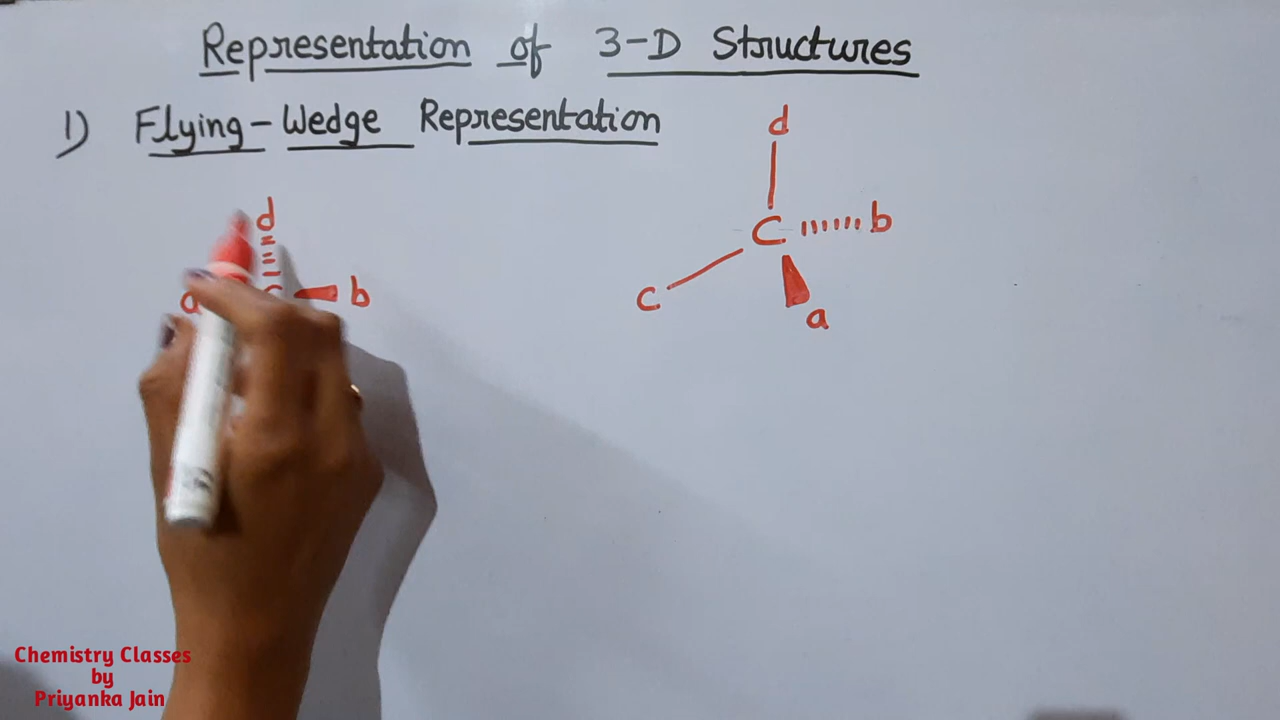 Representation of 3-D Structures
1) Flying-Wedge Representation
d
C b
c
a
d
a b
Chemistry Classes
by
Priyanka Jain